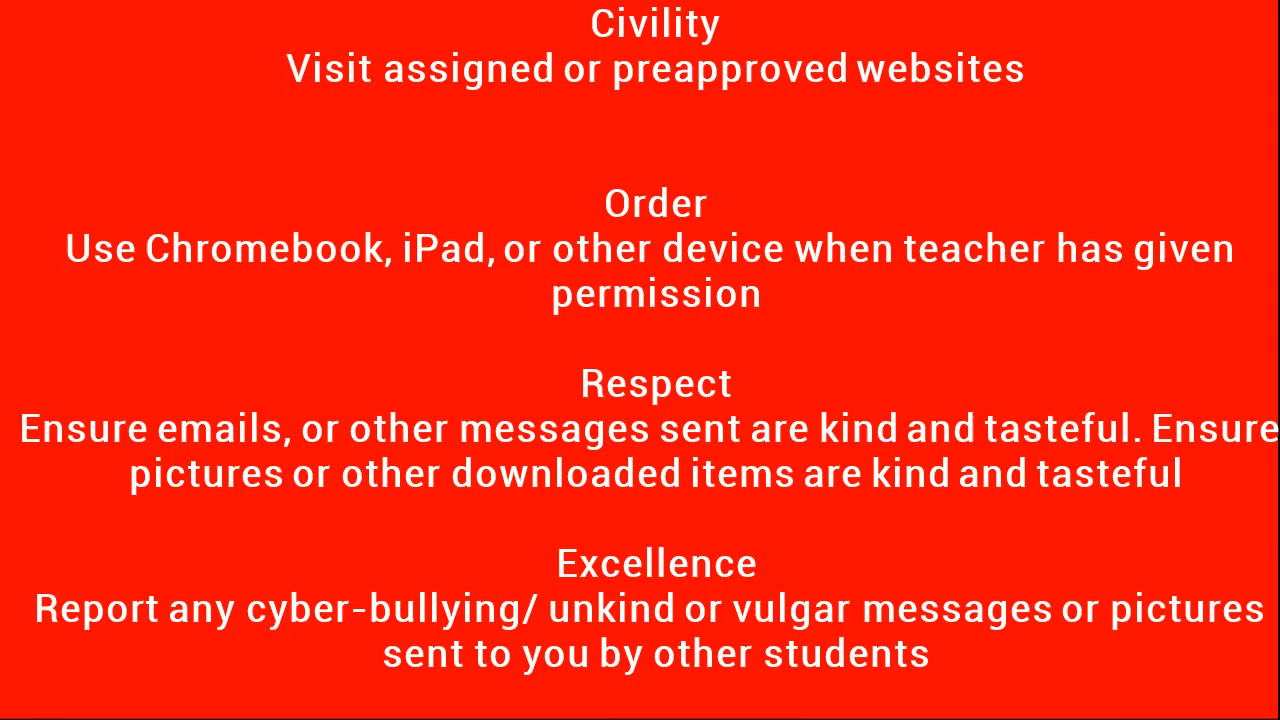 Civility
Visit assigned or preapproved websites
Order
Use Chromebook, iPad, or other device when teacher has given
permission
Respect
Ensure emails, or other messages sent are kind and tasteful. Ensure
pictures or other downloaded items are kind and tasteful
Excellence
Report any cyber-bullying/ unkind or vulgar messages or pictures
sent to you by other students